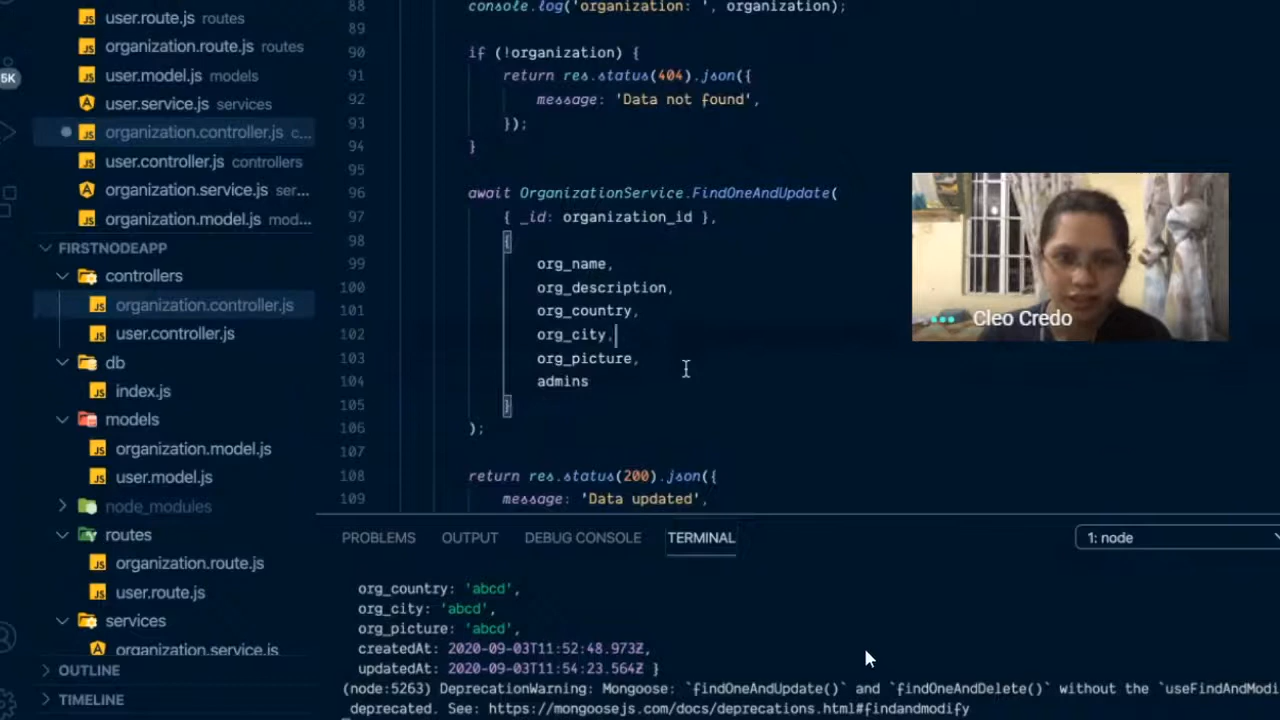 user.route.js routes
organization.route.js routes
user.model.js models
user.service.js services
organization.controller.js c...
user.controller.js controllers
organization.service.js ser...
organization.model.js mod...
FIRSTNODEAPP
controllers
organization.controller.js
user.controller.js
db
index.js
models
organization.model.js
user.model.js
node_modules
routes
organization.route.js
user.route.js
services
organization.service.js
OUTLINE
TIMELINE
5K
88 console.log('organization: ', organization);
89
90 if (!organization) {
91 return res.status(404).json({
92 message: 'Data not found',
93 });
94 }
95
96 await OrganizationService.FindOneAndUpdate(
97 { _id: organization_id },
98 {
99 org_name,
100 org_description,
101 org_country,
102 org_city,
103 org_picture,
104 admins
105 }
106 );
107
108 return res.status(200).json({
109 message: 'Data updated',
Cleo Credo
PROBLEMS OUTPUT DEBUG CONSOLE TERMINAL 1: node
org_country: 'abcd',
org_city: 'abcd',
org_picture: 'abcd',
createdAt: 2020-09-03T11:52:48.973Z,
updatedAt: 2020-09-03T11:54:23.564Z }
(node:5263) DeprecationWarning: Mongoose: `findOneAndUpdate()` and `findOneAndDelete()` without the `useFindAndModi
deprecated. See: https://mongoosejs.com/docs/deprecations.html#findandmodify